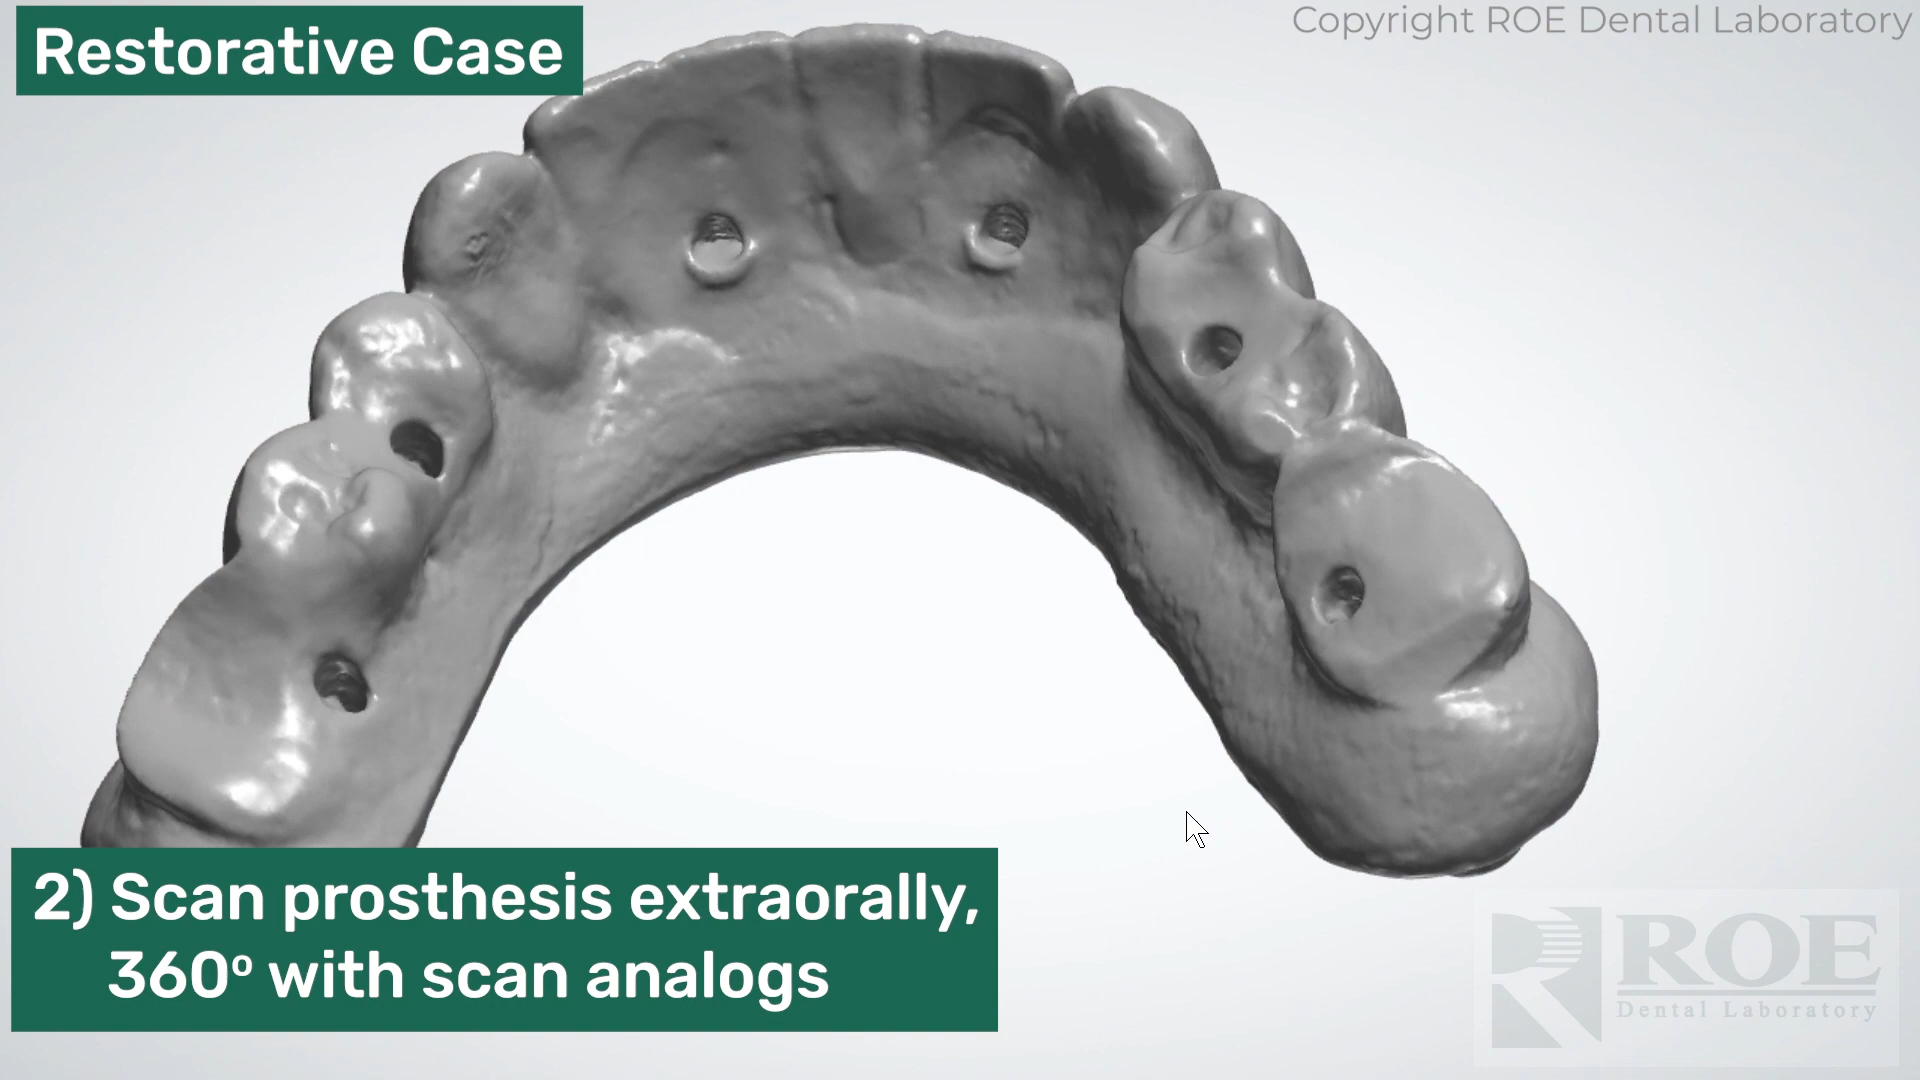 Restorative Case
Copyright ROE Dental Laboratory
2) Scan prosthesis extraorally,
360º with scan analogs
ROE
Dental Laboratory